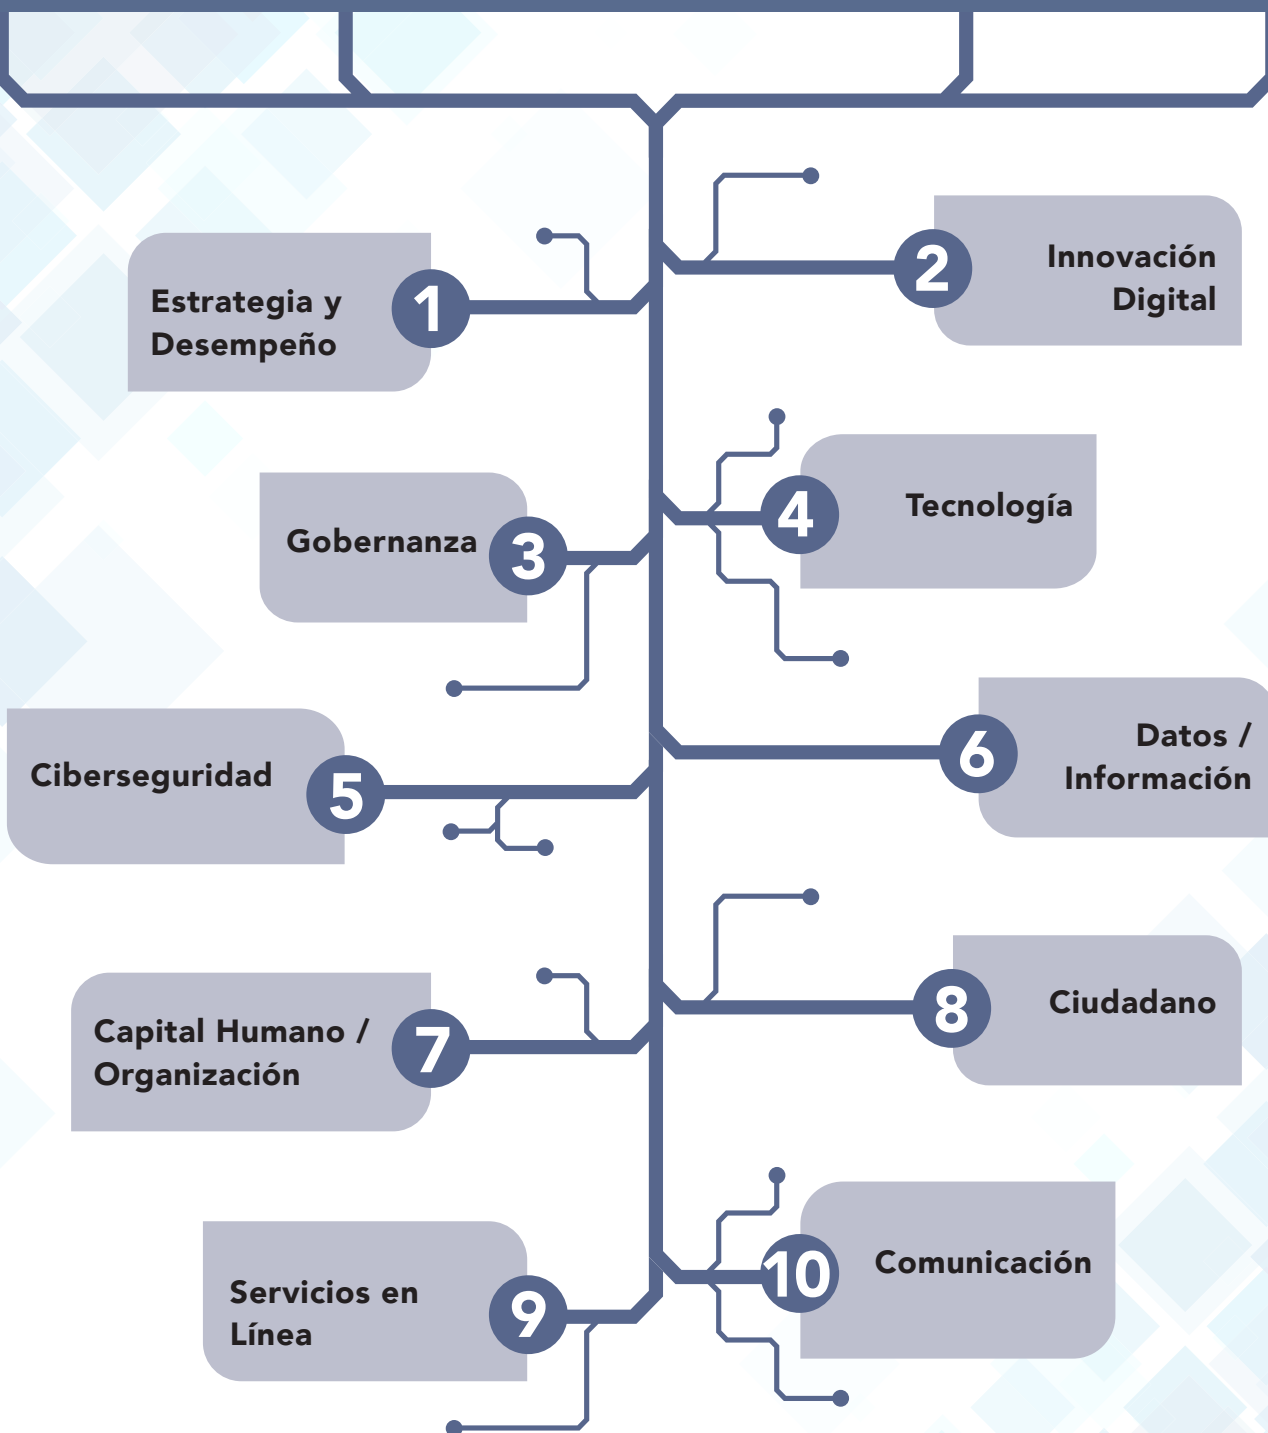 1
Estrategia y
Desempeño
2
Innovación
Digital
3
Gobernanza
4
Tecnología
5
Ciberseguridad
6
Datos /
Información
7
Capital Humano /
Organización
8
Ciudadano
9
Servicios en
Línea
10
Comunicación